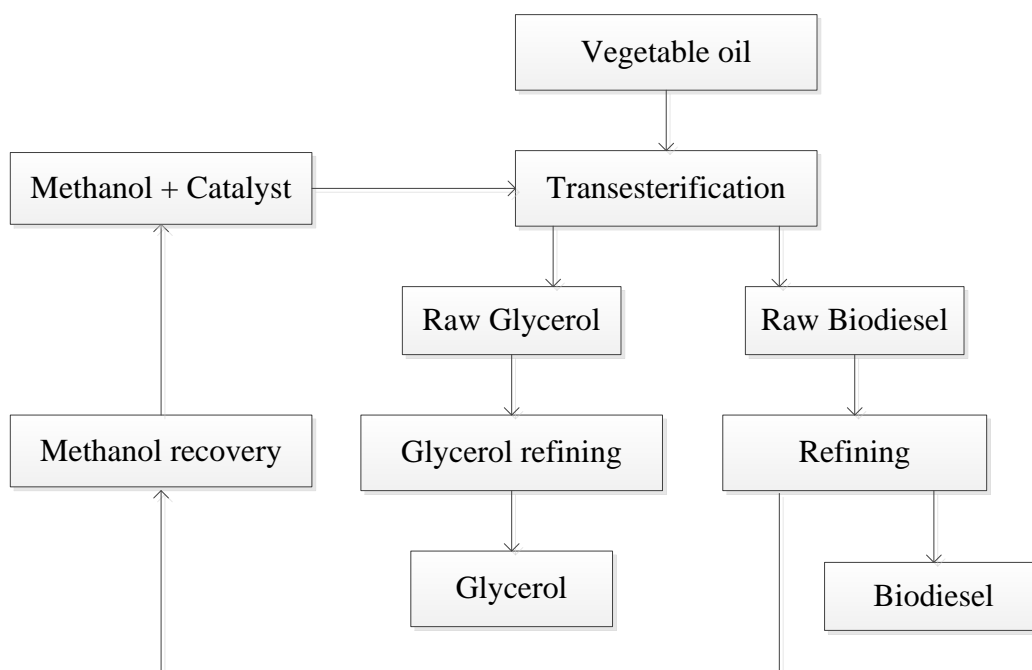 Vegetable oil
Methanol + Catalyst
Transesterification
Raw Glycerol
Raw Biodiesel
Methanol recovery
Glycerol refining
Refining
Glycerol
Biodiesel